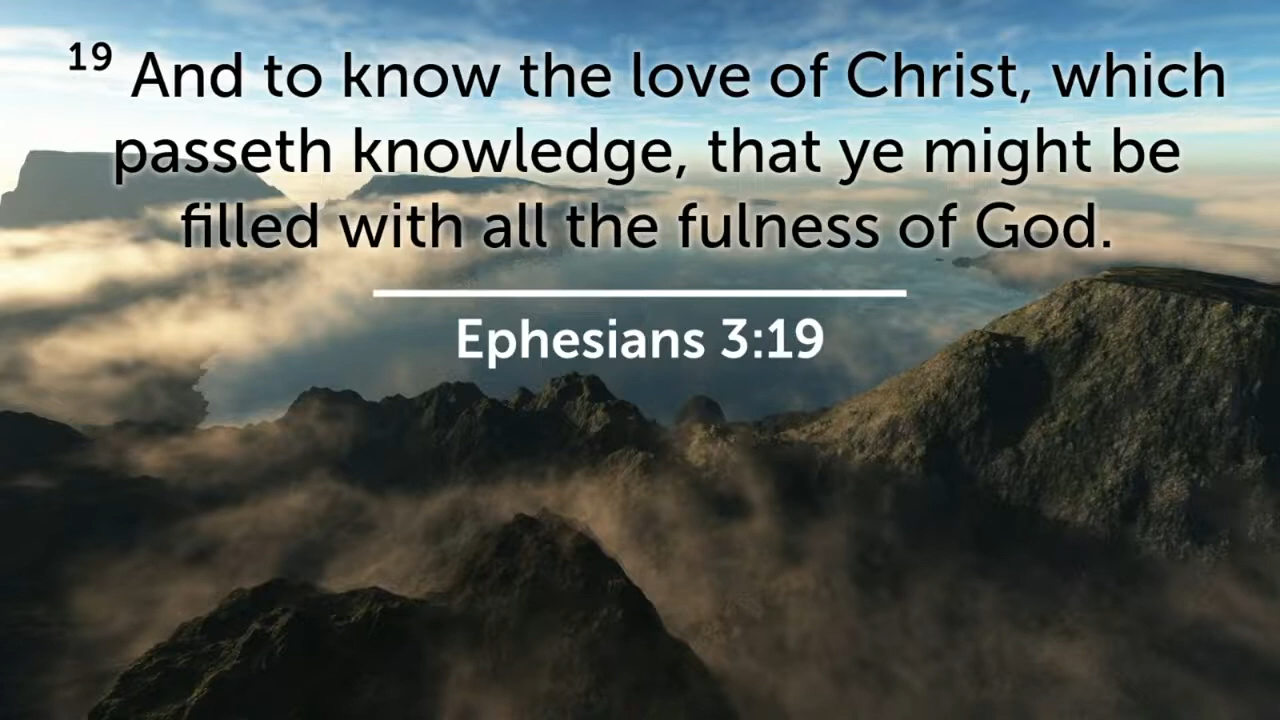 19 And to know the love of Christ, which
passeth knowledge, that ye might be
filled with all the fulness of God.
Ephesians 3:19